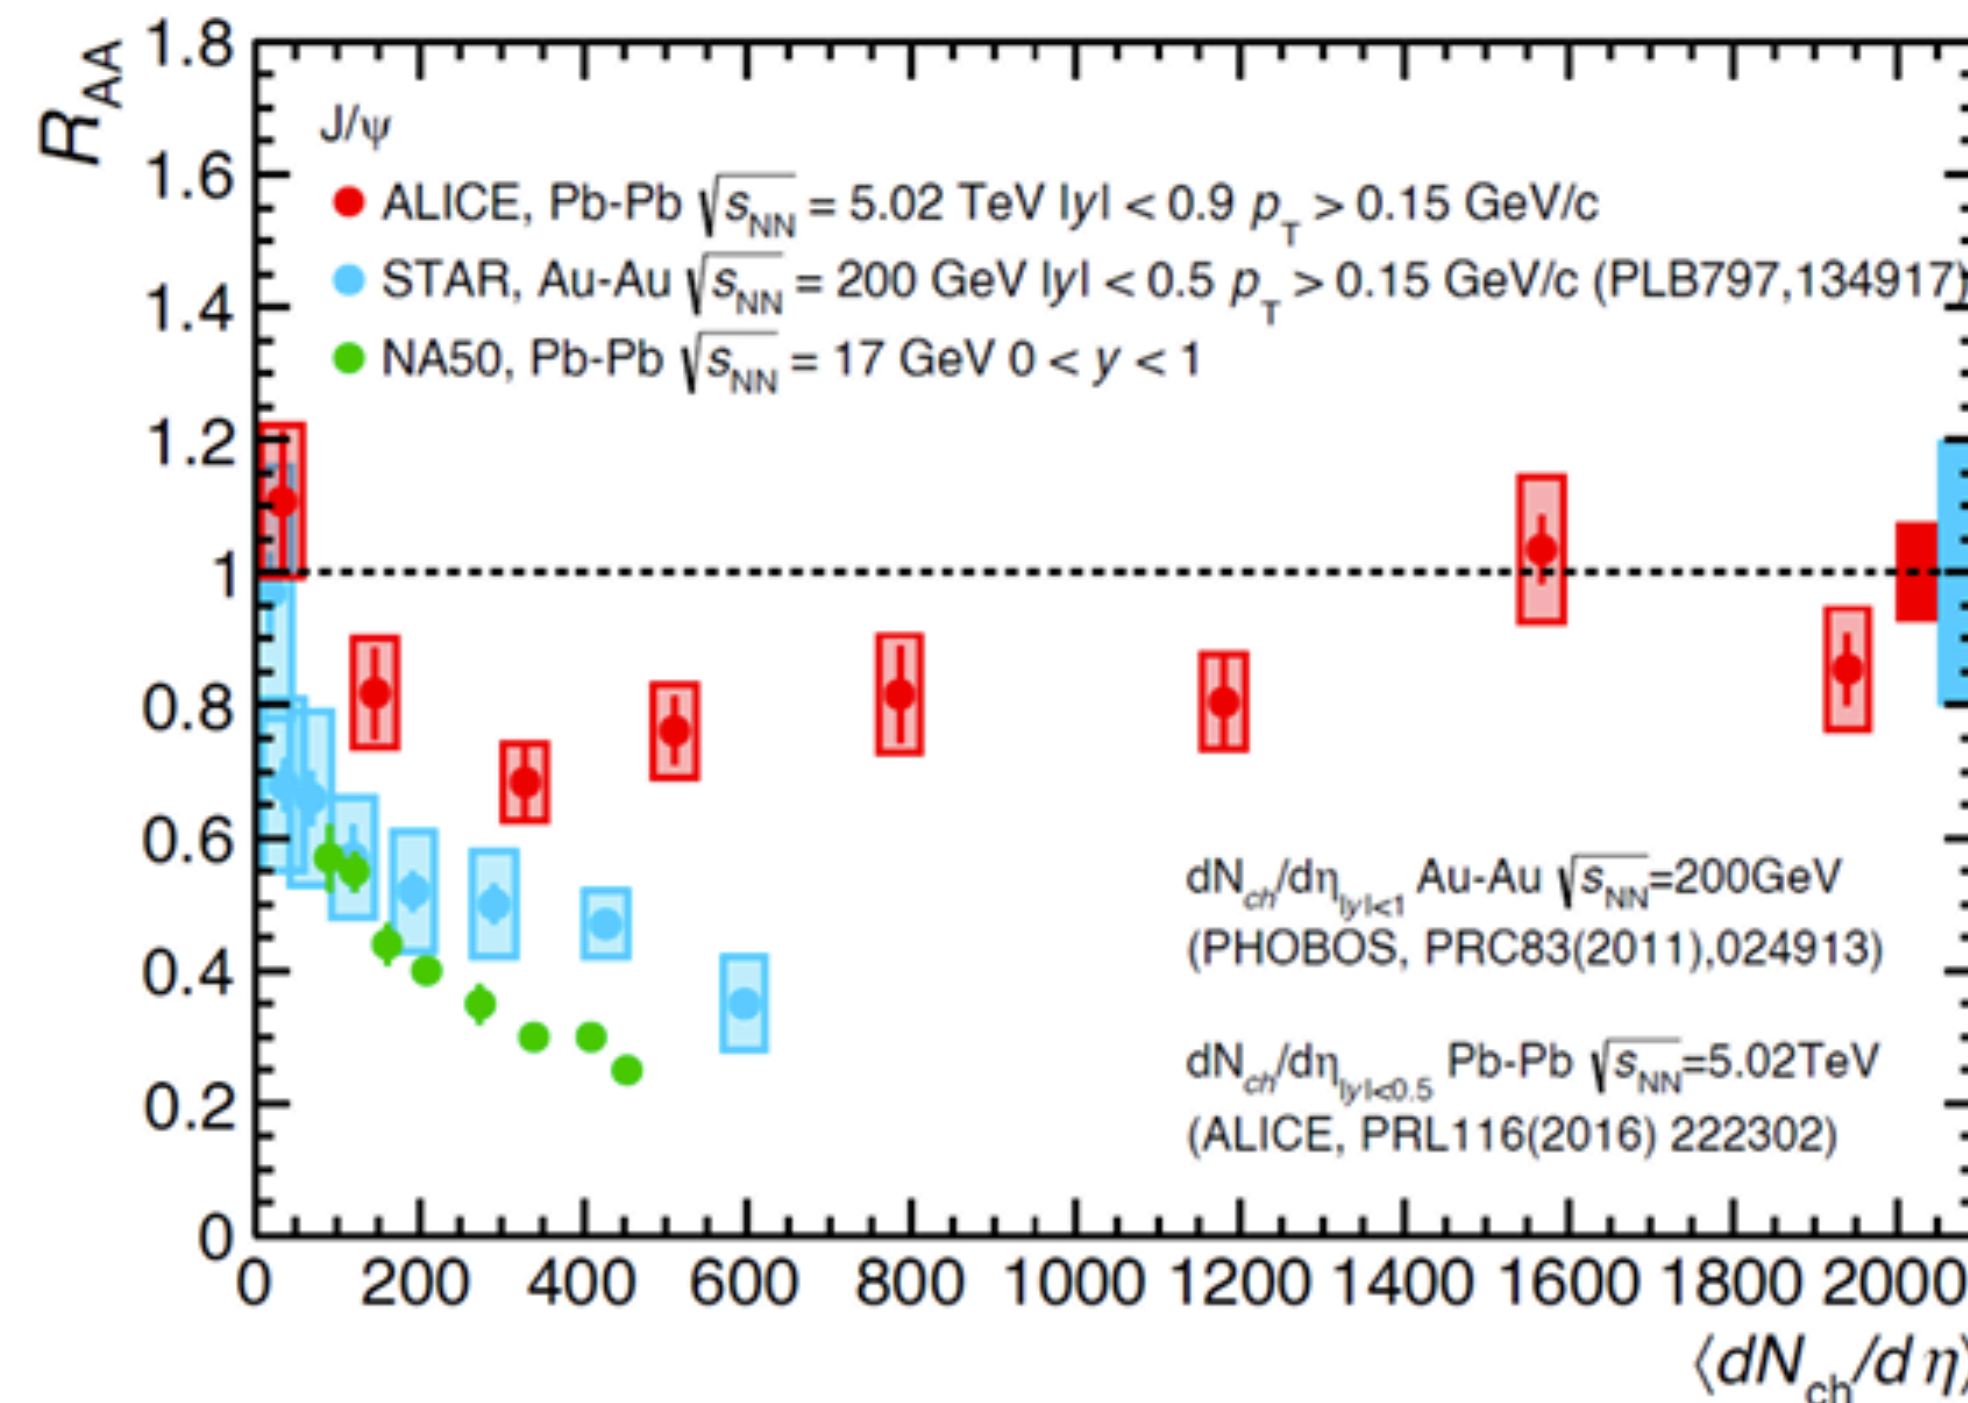 R_AA
1.8
1.6
1.4
1.2
1
0.8
0.6
0.4
0.2
0
J/ψ
ALICE, Pb-Pb √s_NN = 5.02 TeV |y| < 0.9 p_T > 0.15 GeV/c
STAR, Au-Au √s_NN = 200 GeV |y| < 0.5 p_T > 0.15 GeV/c (PLB797,134917)
NA50, Pb-Pb √s_NN = 17 GeV 0 < y < 1
dN_ch/dη_|y|<1 Au-Au √s_NN=200GeV
(PHOBOS, PRC83(2011),024913)
dN_ch/dη_|y|<0.5 Pb-Pb √s_NN=5.02TeV
(ALICE, PRL116(2016) 222302)
0 200 400 600 800 1000 1200 1400 1600 1800 2000
⟨dN_ch/dη⟩